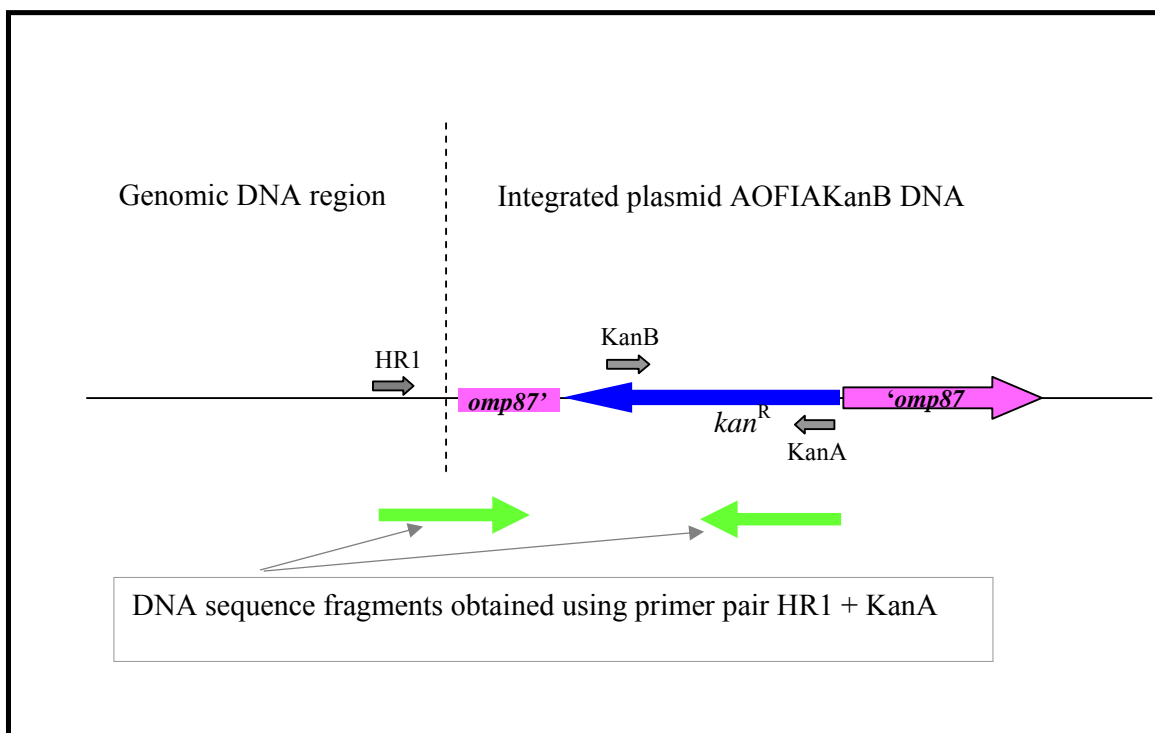 Genomic DNA region
Integrated plasmid AOFIAKanB DNA
HR1
KanB
omp87’
kanR
‘omp87
KanA
DNA sequence fragments obtained using primer pair HR1 + KanA